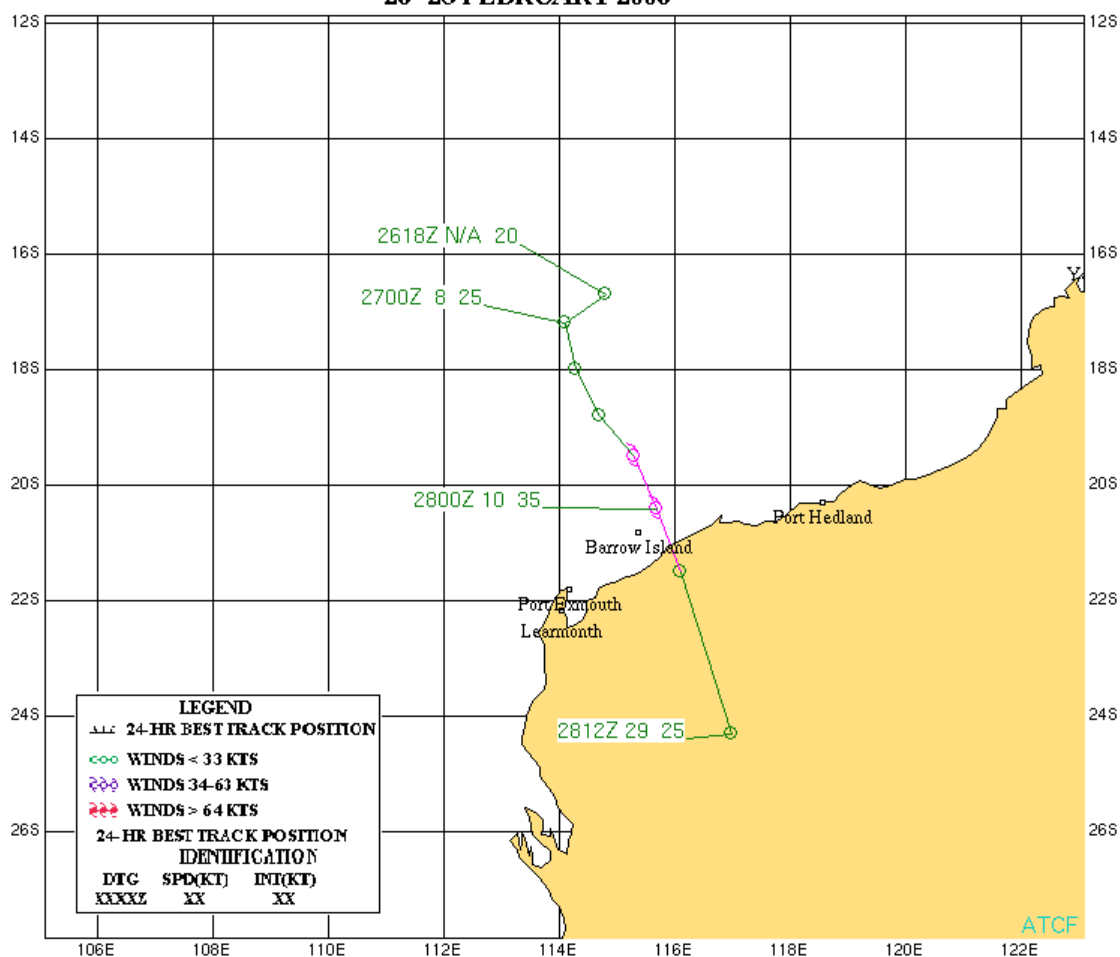 12S 12S
14S 14S
16S 16S
18S 18S
20S 20S
22S 22S
24S 24S
26S 26S
2618Z N/A 20
2700Z 8 25
2800Z 10 35
2812Z 29 25
Y
Port Hedland
Barrow Island
Port/Exmouth
Learmonth
LEGEND
24-HR BEST TRACK POSITION
WINDS < 33 KTS
WINDS 34-63 KTS
WINDS > 64 KTS
24-HR BEST TRACK POSITION
IDENTIFICATION
DTG SPD(KT) INT(KT)
XXXXZ XX XX
ATCF
106E 108E 110E 112E 114E 116E 118E 120E 122E